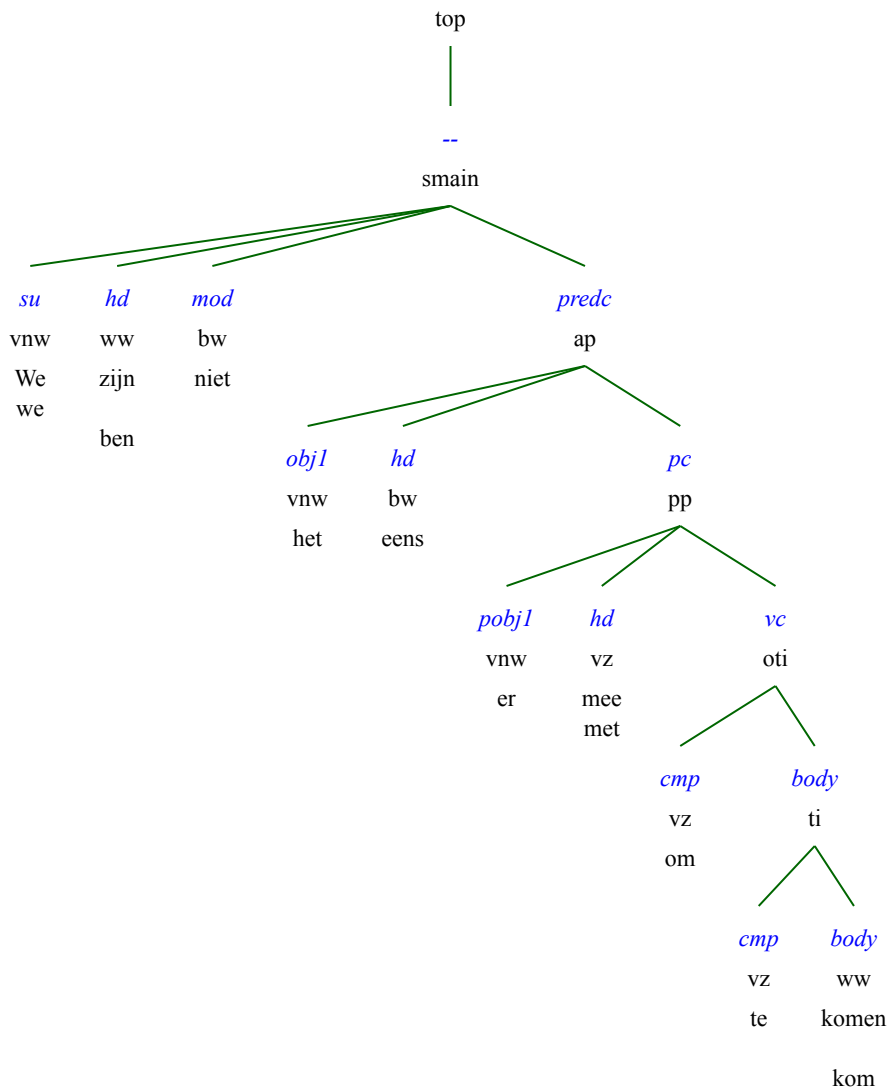 top
--
smain
su hd mod predc
vnw ww bw ap
We zijn niet
we
ben
obj1 hd pc
vnw bw pp
het eens
pobj1 hd vc
vnw vz oti
er mee
met
cmp body
vz ti
om
cmp body
vz ww
te komen
kom